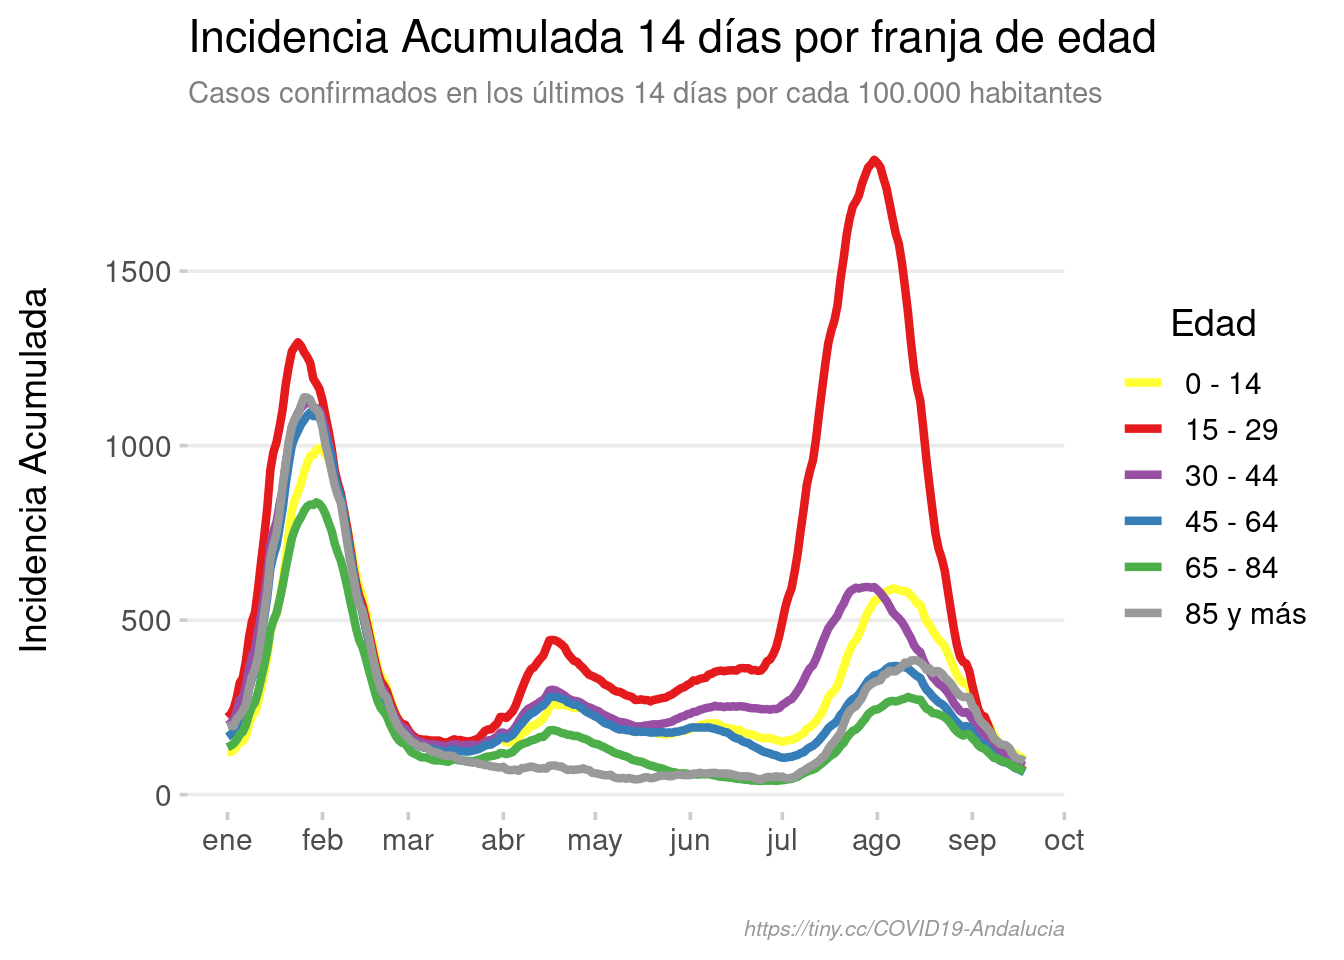 Incidencia Acumulada 14 días por franja de edad
Casos confirmados en los últimos 14 días por cada 100.000 habitantes
Incidencia Acumulada
1500
1000
500
0
ene feb mar abr may jun jul ago sep oct
Edad
0 - 14
15 - 29
30 - 44
45 - 64
65 - 84
85 y más
https://tiny.cc/COVID19-Andalucia